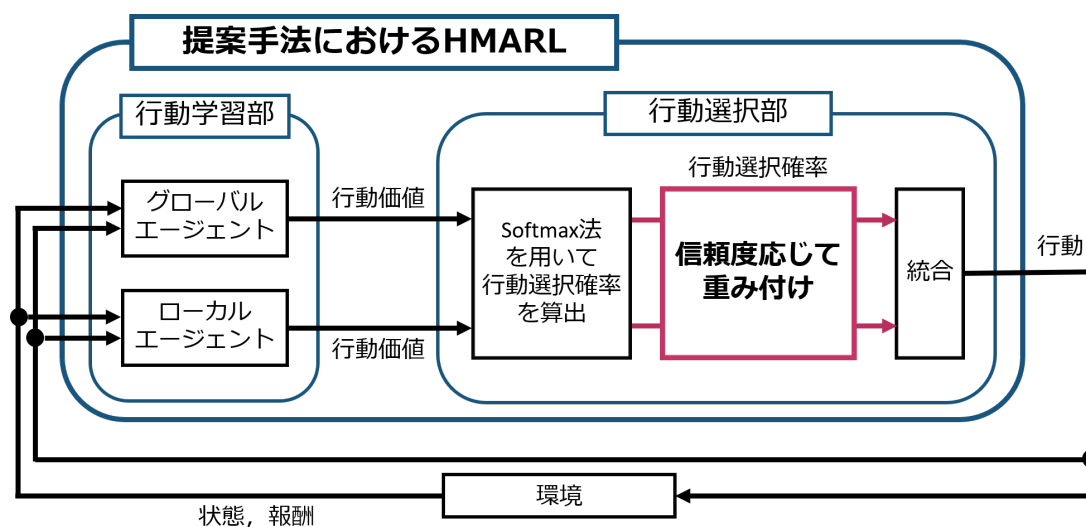 提案手法におけるHMARL
行動学習部
行動選択部
グローバル
エージェント
行動価値
ローカル
エージェント
行動価値
Softmax法
を用いて
行動選択確率
を算出
行動選択確率
信頼度応じて
重み付け
統合
行動
環境
状態，報酬